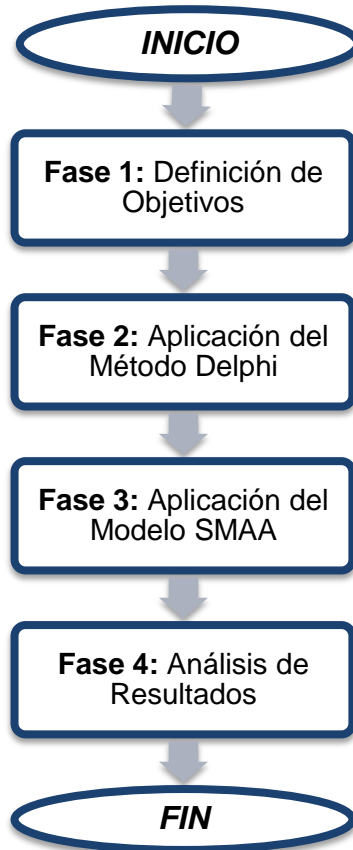 INICIO
Fase 1: Definición de
Objetivos
Fase 2: Aplicación del
Método Delphi
Fase 3: Aplicación del
Modelo SMAA
Fase 4: Análisis de
Resultados
FIN